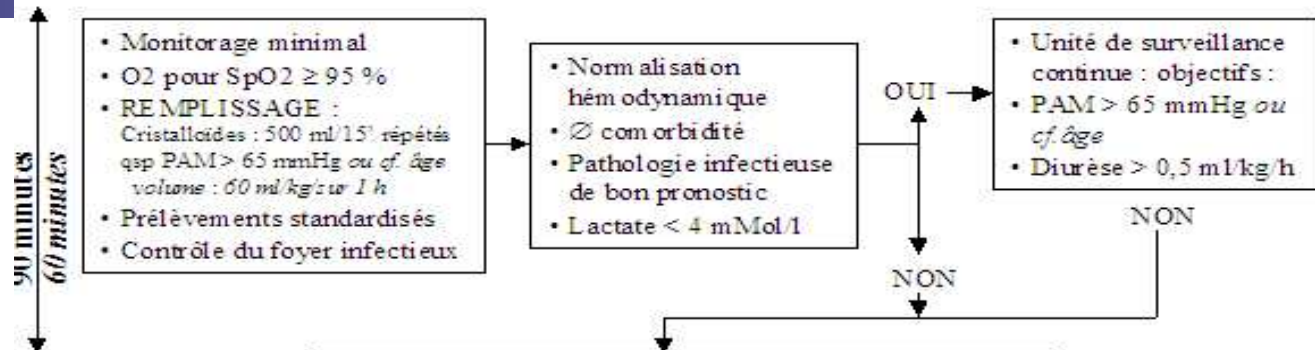 90 minutes
60 minutes
• Monitorage minimal
• O2 pour SpO2 ≥ 95 %
• REMPLISSAGE :
Cristalloïdes : 500 ml/15' répétés
qsp PAM > 65 mmHg ou cf. âge
volume : 60 ml/kg/sur 1 h
• Prélèvements standardisés
• Contrôle du foyer infectieux
• Normalisation
hémodynamique
• Ø comorbidité
• Pathologie infectieuse
de bon pronostic
• Lactate < 4 mMol/l
OUI
NON
• Unité de surveillance
continue : objectifs :
• PAM > 65 mmHg ou
cf. âge
• Diurèse > 0,5 ml/kg/h
NON